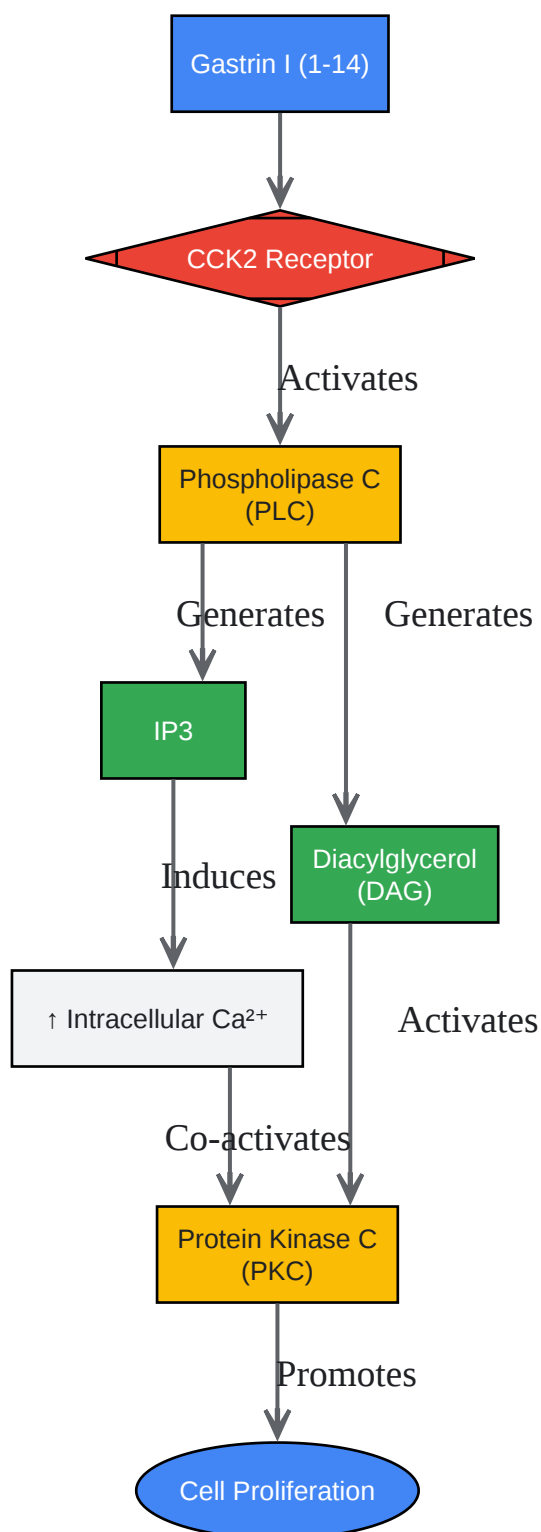 Gastrin I (1-14)
CCK2 Receptor
Activates
Phospholipase C
(PLC)
Generates
Generates
IP3
Diacylglycerol
(DAG)
Induces
↑ Intracellular Ca²⁺
Activates
Co-activates
Protein Kinase C
(PKC)
Promotes
Cell Proliferation